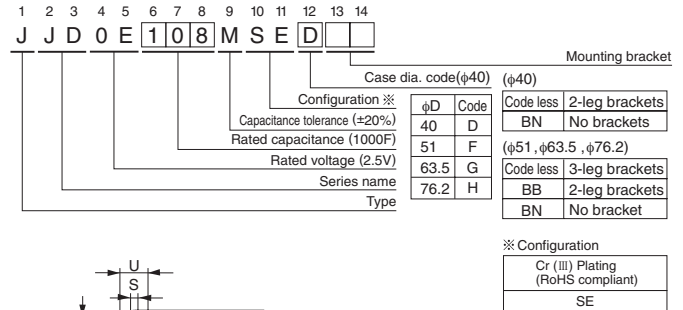 1 2 3 4 5 6 7 8 9 10 11 12 13 14
J J D 0 E 1 0 8 M S E D
Mounting bracket
Case dia. code(ϕ40)
Configuration ※
Capacitance tolerance (±20%)
Rated capacitance (1000F)
Rated voltage (2.5V)
Series name
Type
ϕD Code
40 D
51 F
63.5 G
76.2 H
(ϕ40)
Code less 2-leg brackets
BN No brackets
(ϕ51,ϕ63.5 ,ϕ76.2)
Code less 3-leg brackets
BB 2-leg brackets
BN No bracket
※Configuration
Cr (Ⅲ) Plating
(RoHS compliant)
SE
U
S